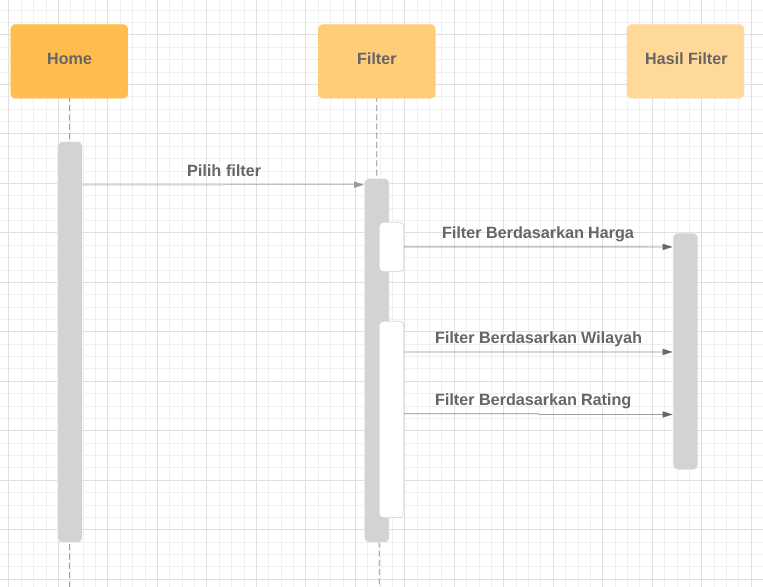 Home
Filter
Hasil Filter
Pilih filter
Filter Berdasarkan Harga
Filter Berdasarkan Wilayah
Filter Berdasarkan Rating